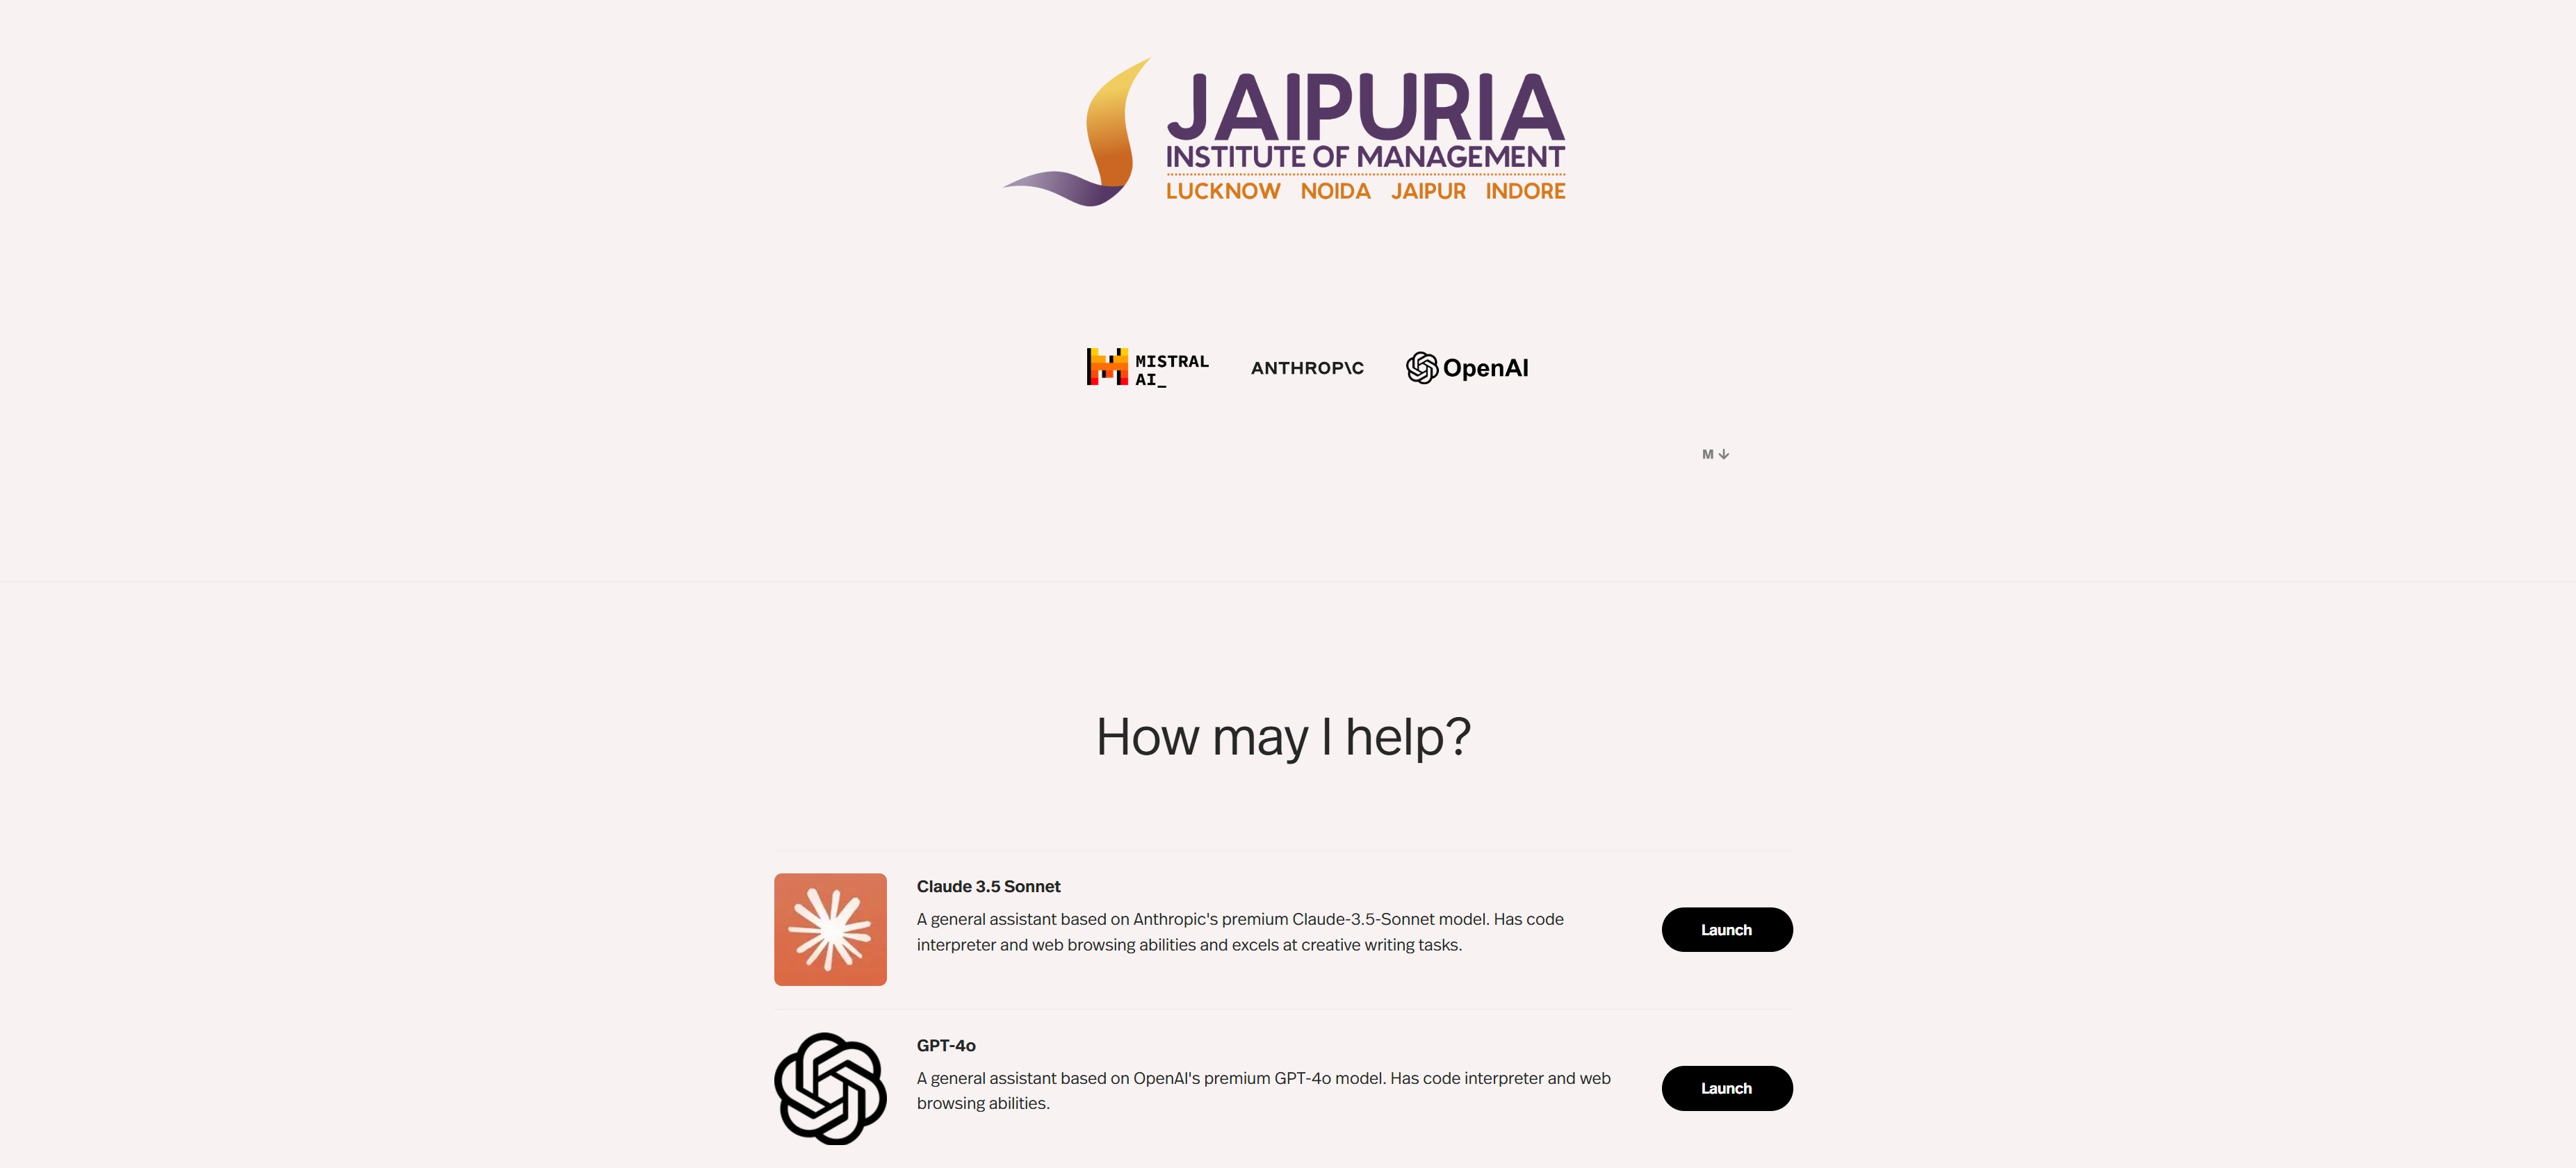 JAIPURIA
INSTITUTE OF MANAGEMENT
LUCKNOW NOIDA JAIPUR INDORE
MISTRAL
AI_
ANTHROP\C
OpenAI
M ↓
How may I help?
Claude 3.5 Sonnet
A general assistant based on Anthropic's premium Claude-3.5-Sonnet model. Has code
interpreter and web browsing abilities and excels at creative writing tasks.
Launch
GPT-4o
A general assistant based on OpenAI's premium GPT-4o model. Has code interpreter and web
browsing abilities.
Launch